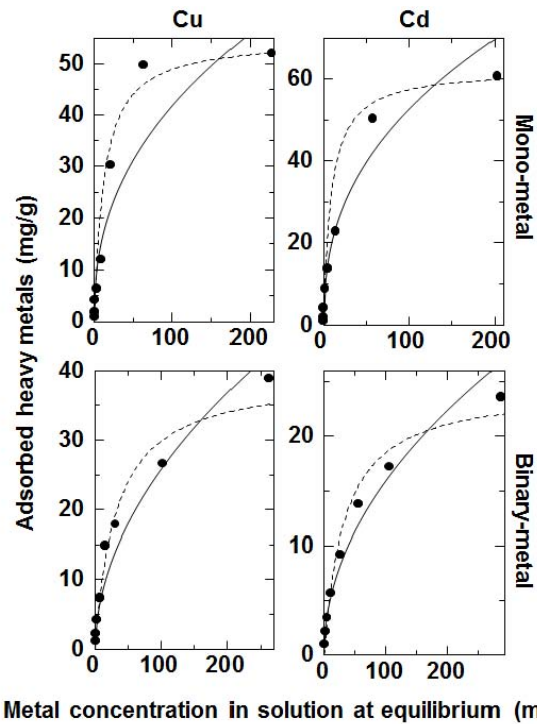 Cu Cd
50
40
30
20
10
0
0 100 200
60
40
20
0
0 100 200
Mono-metal
Adsorbed heavy metals (mg/g)
40
30
20
10
0
0 100 200
20
10
0
0 100 200
Binary-metal
Metal concentration in solution at equilibrium (m